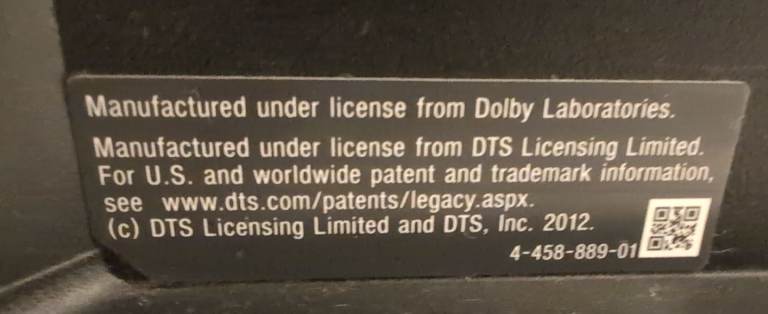 Manufactured under license from Dolby Laboratories.
Manufactured under license from DTS Licensing Limited.
For U.S. and worldwide patent and trademark information,
see www.dts.com/patents/legacy.aspx.
(c) DTS Licensing Limited and DTS, Inc. 2012.
4-458-889-01